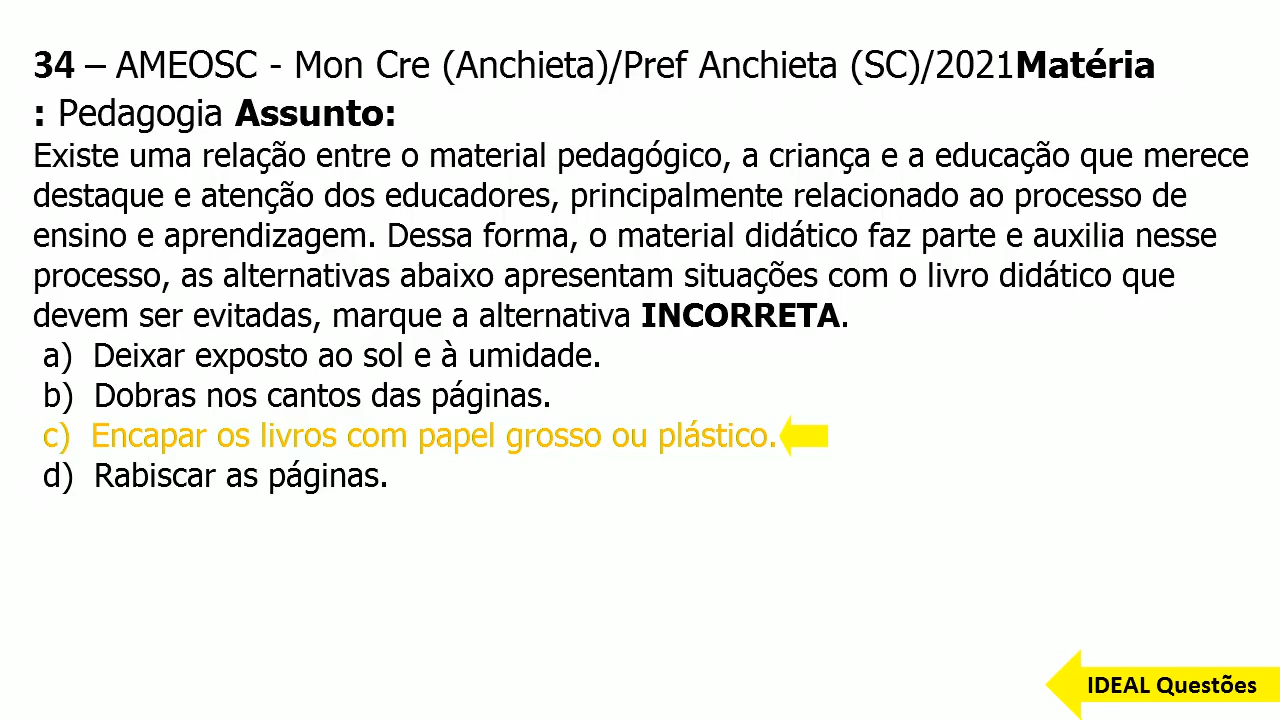 34 – AMEOSC - Mon Cre (Anchieta)/Pref Anchieta (SC)/2021Matéria
: Pedagogia Assunto:
Existe uma relação entre o material pedagógico, a criança e a educação que merece
destaque e atenção dos educadores, principalmente relacionado ao processo de
ensino e aprendizagem. Dessa forma, o material didático faz parte e auxilia nesse
processo, as alternativas abaixo apresentam situações com o livro didático que
devem ser evitadas, marque a alternativa INCORRETA.
a) Deixar exposto ao sol e à umidade.
b) Dobras nos cantos das páginas.
c) Encapar os livros com papel grosso ou plástico.
d) Rabiscar as páginas.
IDEAL Questões